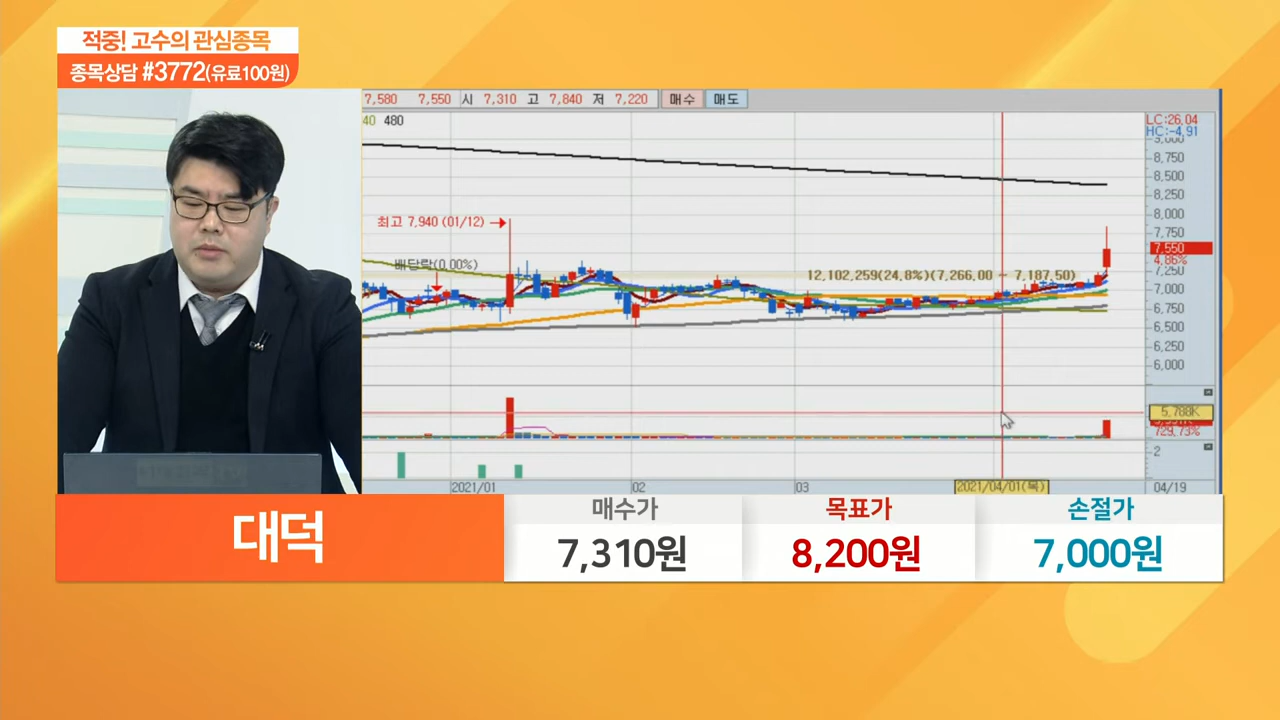 적중! 고수의 관심종목
종목상담 #3772(유료100원)
7,580 7,550 시 7,310 고 7,840 저 7,220 매수 매도
40 480
LC:26.04
HC:-4.91
9,000
8,750
8,500
8,250
8,000
7,750
7,550
4.86%
7,250
7,000
6,750
6,500
6,250
6,000
최고 7,940 (01/12)
배당락(0.00%)
12,102,259(24.8%)(7,266.00 ~ 7,187.50)
5,788K
729.73%
2
2021/01 02 03 2021/04/01(목) 04/19
대덕
매수가 목표가 손절가
7,310원 8,200원 7,000원